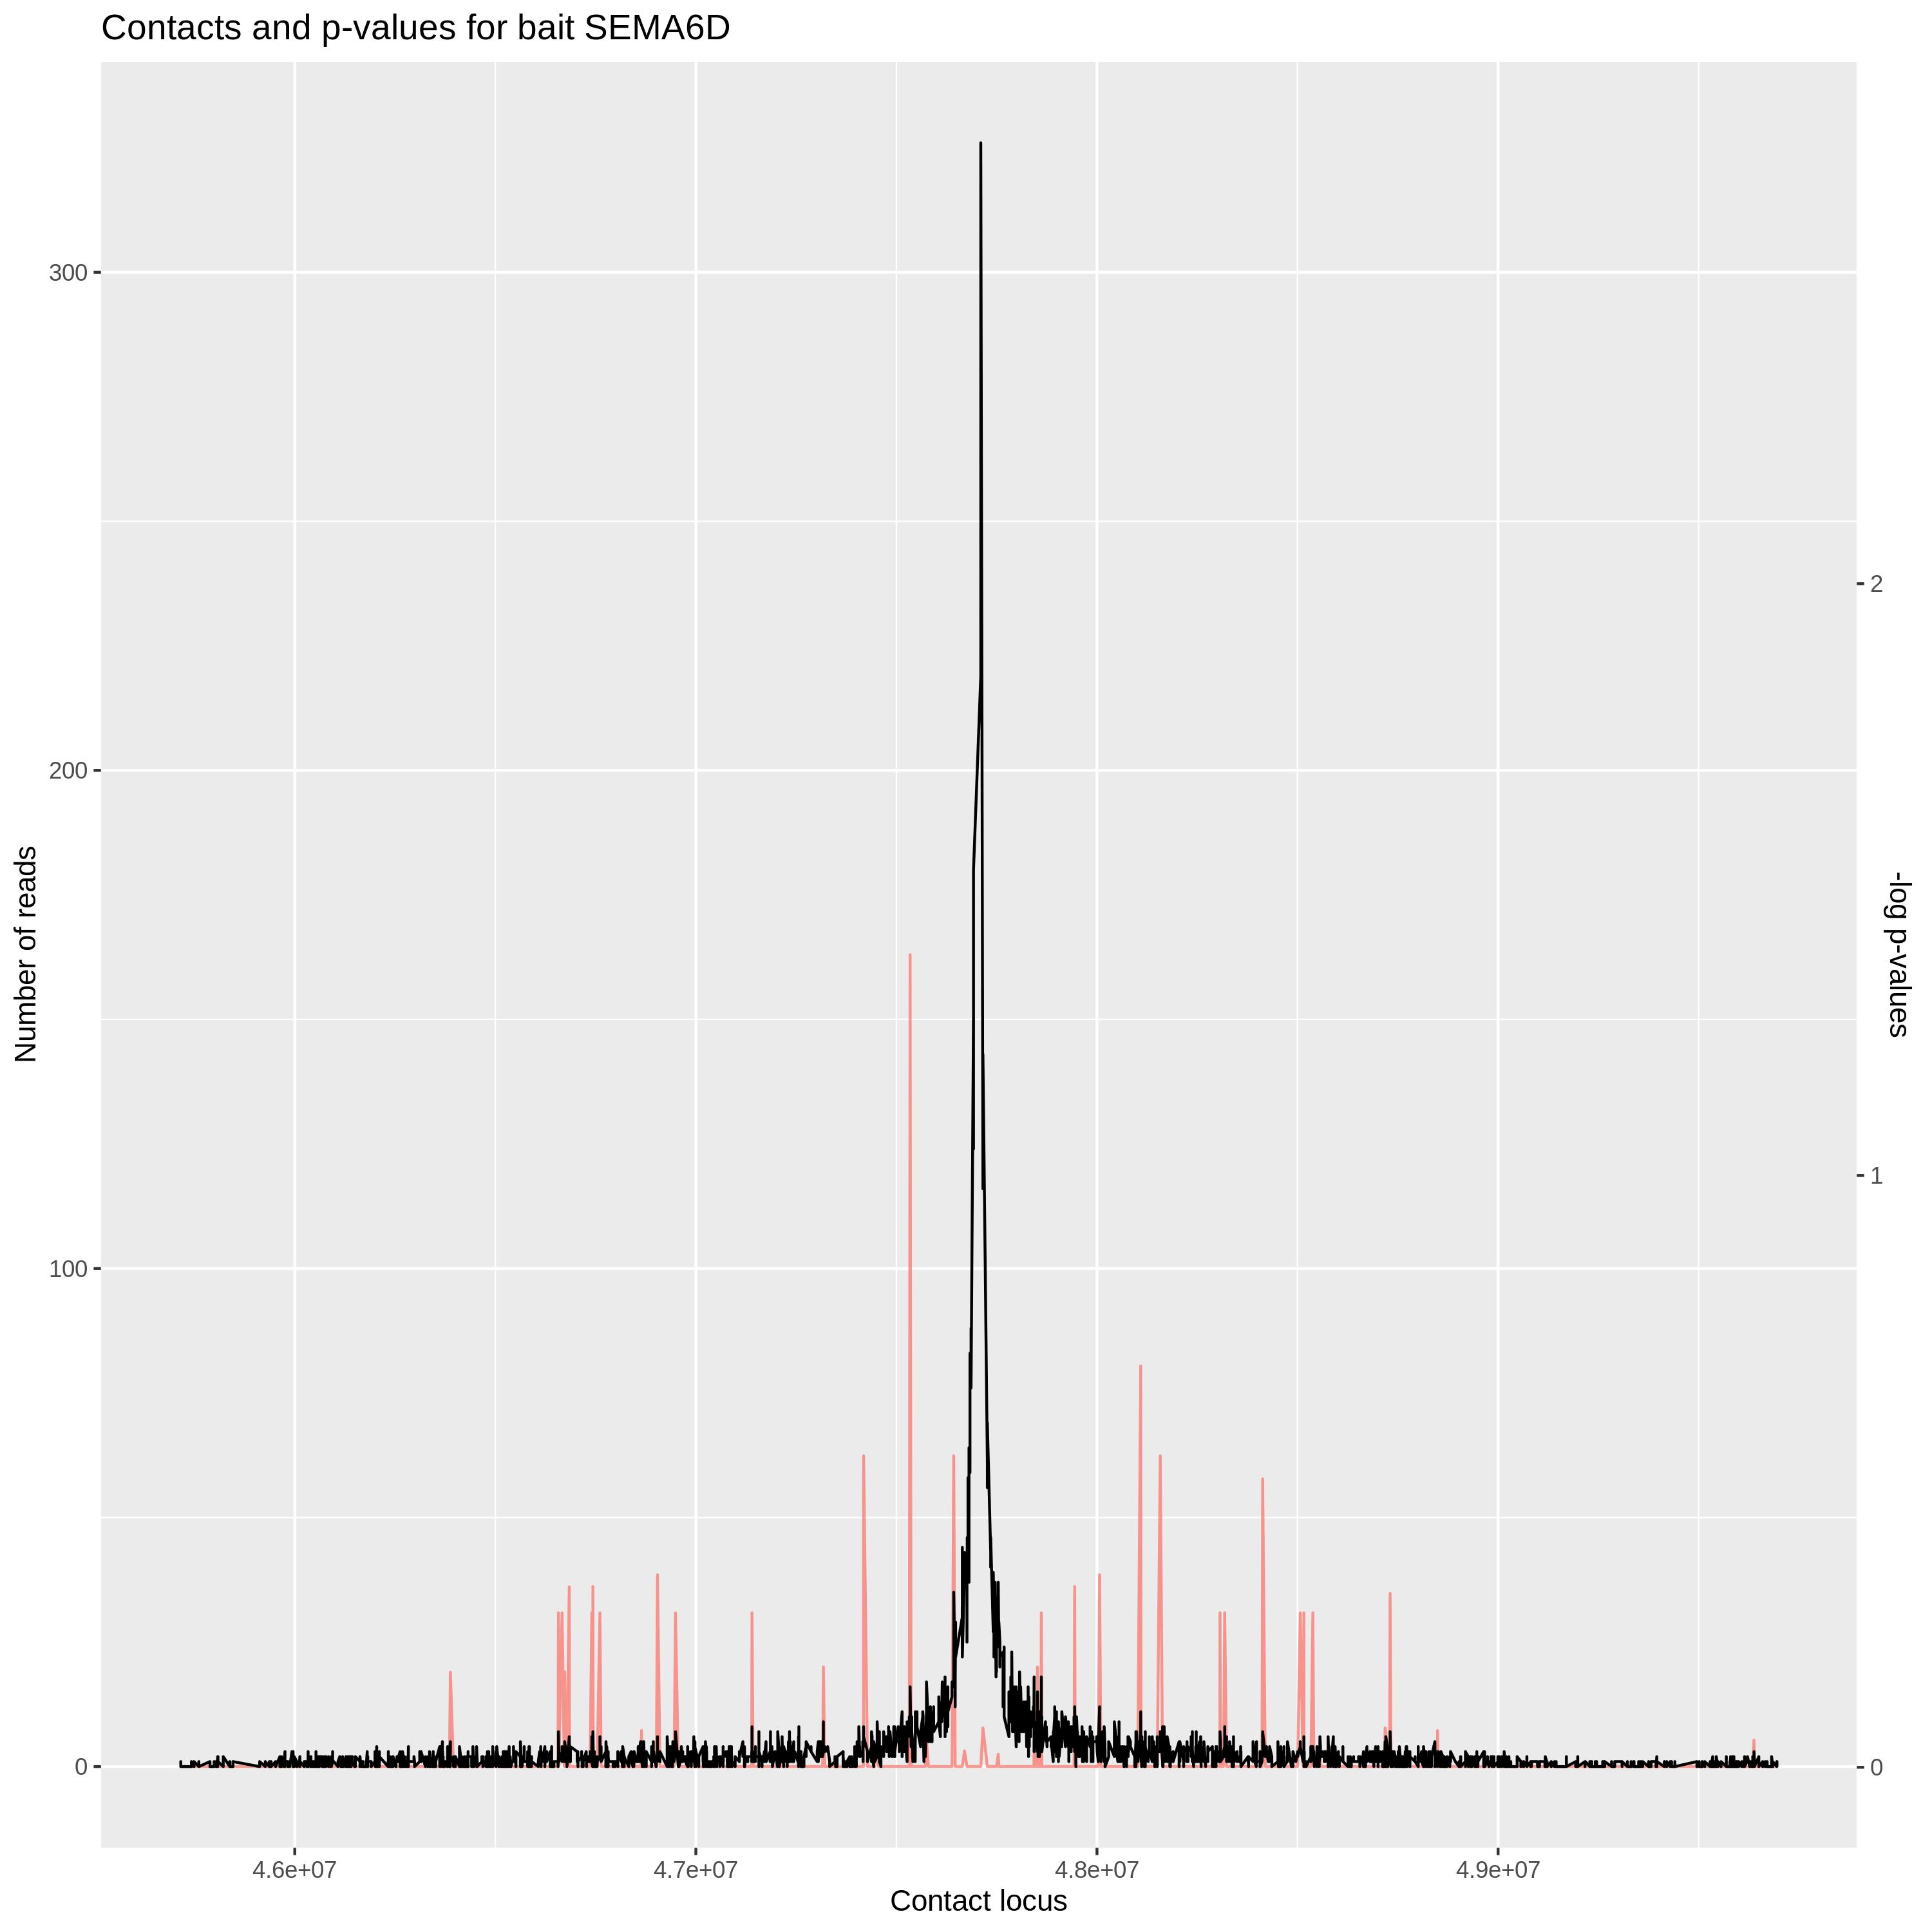 Contacts and p-values for bait SEMA6D
Number of reads
300
200
100
0
2
1
0
-log p-values
4.6e+07 4.7e+07 4.8e+07 4.9e+07
Contact locus